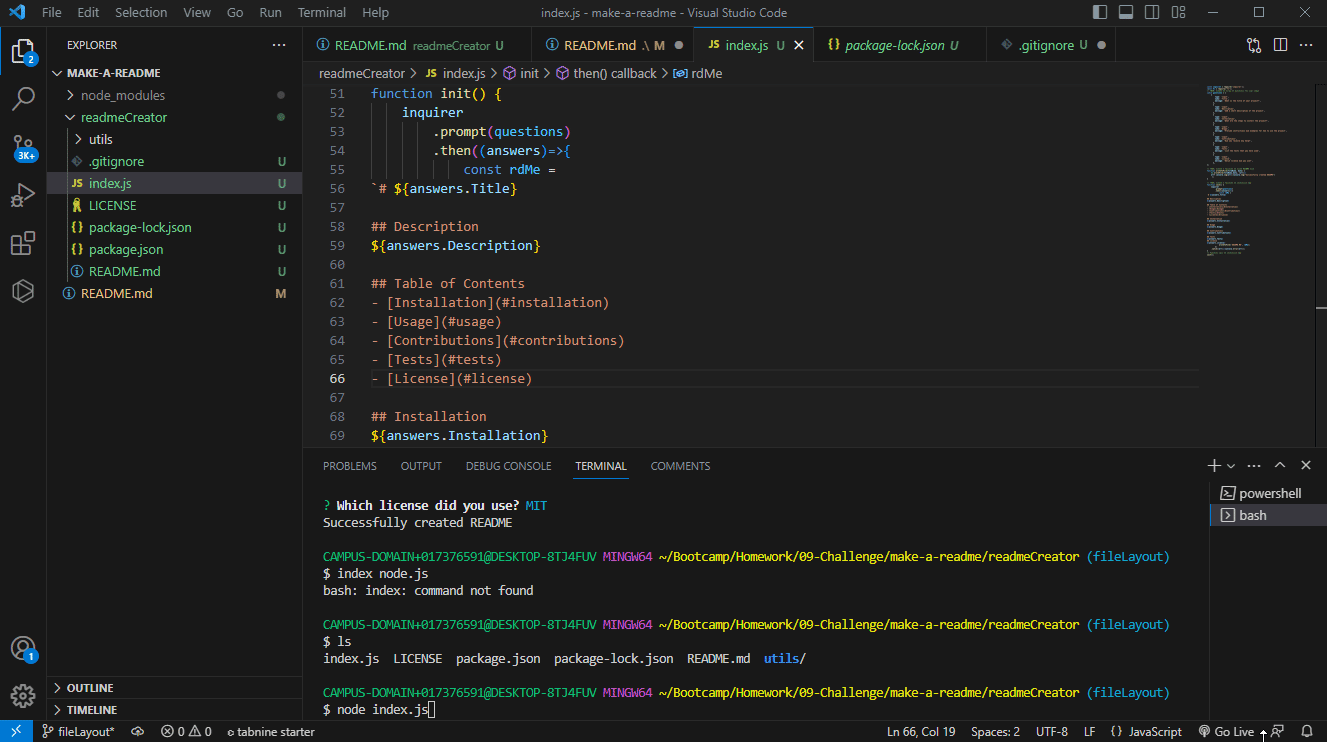 File Edit Selection View Go Run Terminal Help index.js - make-a-readme - Visual Studio Code
EXPLORER
MAKE-A-README
node_modules
readmeCreator
utils
.gitignore U
JS index.js U
LICENSE U
{} package-lock.json U
{} package.json U
README.md U
README.md M
OUTLINE
TIMELINE
2
3K+
1
README.md readmeCreator U README.md .\ M JS index.js U {} package-lock.json U .gitignore U
readmeCreator > JS index.js > init > then() callback > rdMe
51 function init() {
52 inquirer
53 .prompt(questions)
54 .then((answers)=>{
55 const rdMe =
56 `# ${answers.Title}
57
58 ## Description
59 ${answers.Description}
60
61 ## Table of Contents
62 - [Installation](#installation)
63 - [Usage](#usage)
64 - [Contributions](#contributions)
65 - [Tests](#tests)
66 - [License](#license)
67
68 ## Installation
69 ${answers.Installation}
PROBLEMS OUTPUT DEBUG CONSOLE TERMINAL COMMENTS
powershell
bash
? Which license did you use? MIT
Successfully created README
CAMPUS-DOMAIN+017376591@DESKTOP-8TJ4FUV MINGW64 ~/Bootcamp/Homework/09-Challenge/make-a-readme/readmeCreator (fileLayout)
$ index node.js
bash: index: command not found
CAMPUS-DOMAIN+017376591@DESKTOP-8TJ4FUV MINGW64 ~/Bootcamp/Homework/09-Challenge/make-a-readme/readmeCreator (fileLayout)
$ ls
index.js LICENSE package.json package-lock.json README.md utils/
CAMPUS-DOMAIN+017376591@DESKTOP-8TJ4FUV MINGW64 ~/Bootcamp/Homework/09-Challenge/make-a-readme/readmeCreator (fileLayout)
$ node index.js
fileLayout* 0 0 tabnine starter Ln 66, Col 19 Spaces: 2 UTF-8 LF {} JavaScript Go Live